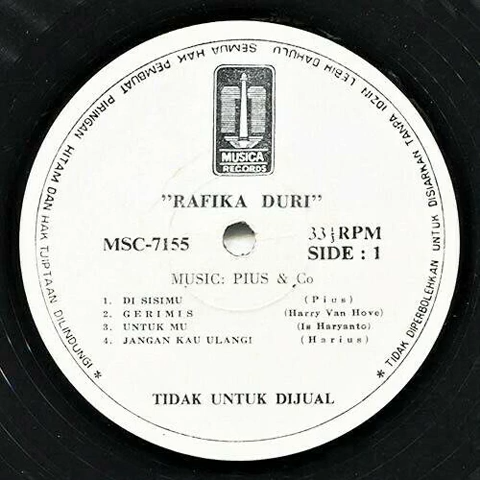 SEMUA HAK PEMBUAT PIRINGAN HITAM DAN HAK TJIPTAAN DILINDUNGI *
* TIDAK DIPERBOLEHKAN UNTUK DISIARKAN TANPA IDZIN LEBIH DAHULU
MUSICA
RECORDS
"RAFIKA DURI"
MSC-7155
33⅓RPM
SIDE : 1
MUSIC: PIUS & Co
1. DI SISIMU (Pius)
2. GERIMIS (Harry Van Hove)
3. UNTUK MU (Is Haryanto)
4. JANGAN KAU ULANGI (Harius)
TIDAK UNTUK DIJUAL